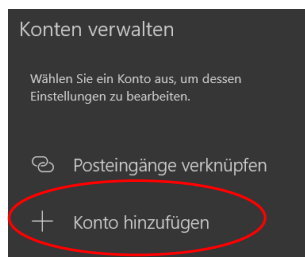 Konten verwalten
Wählen Sie ein Konto aus, um dessen
Einstellungen zu bearbeiten.
Posteingänge verknüpfen
Konto hinzufügen